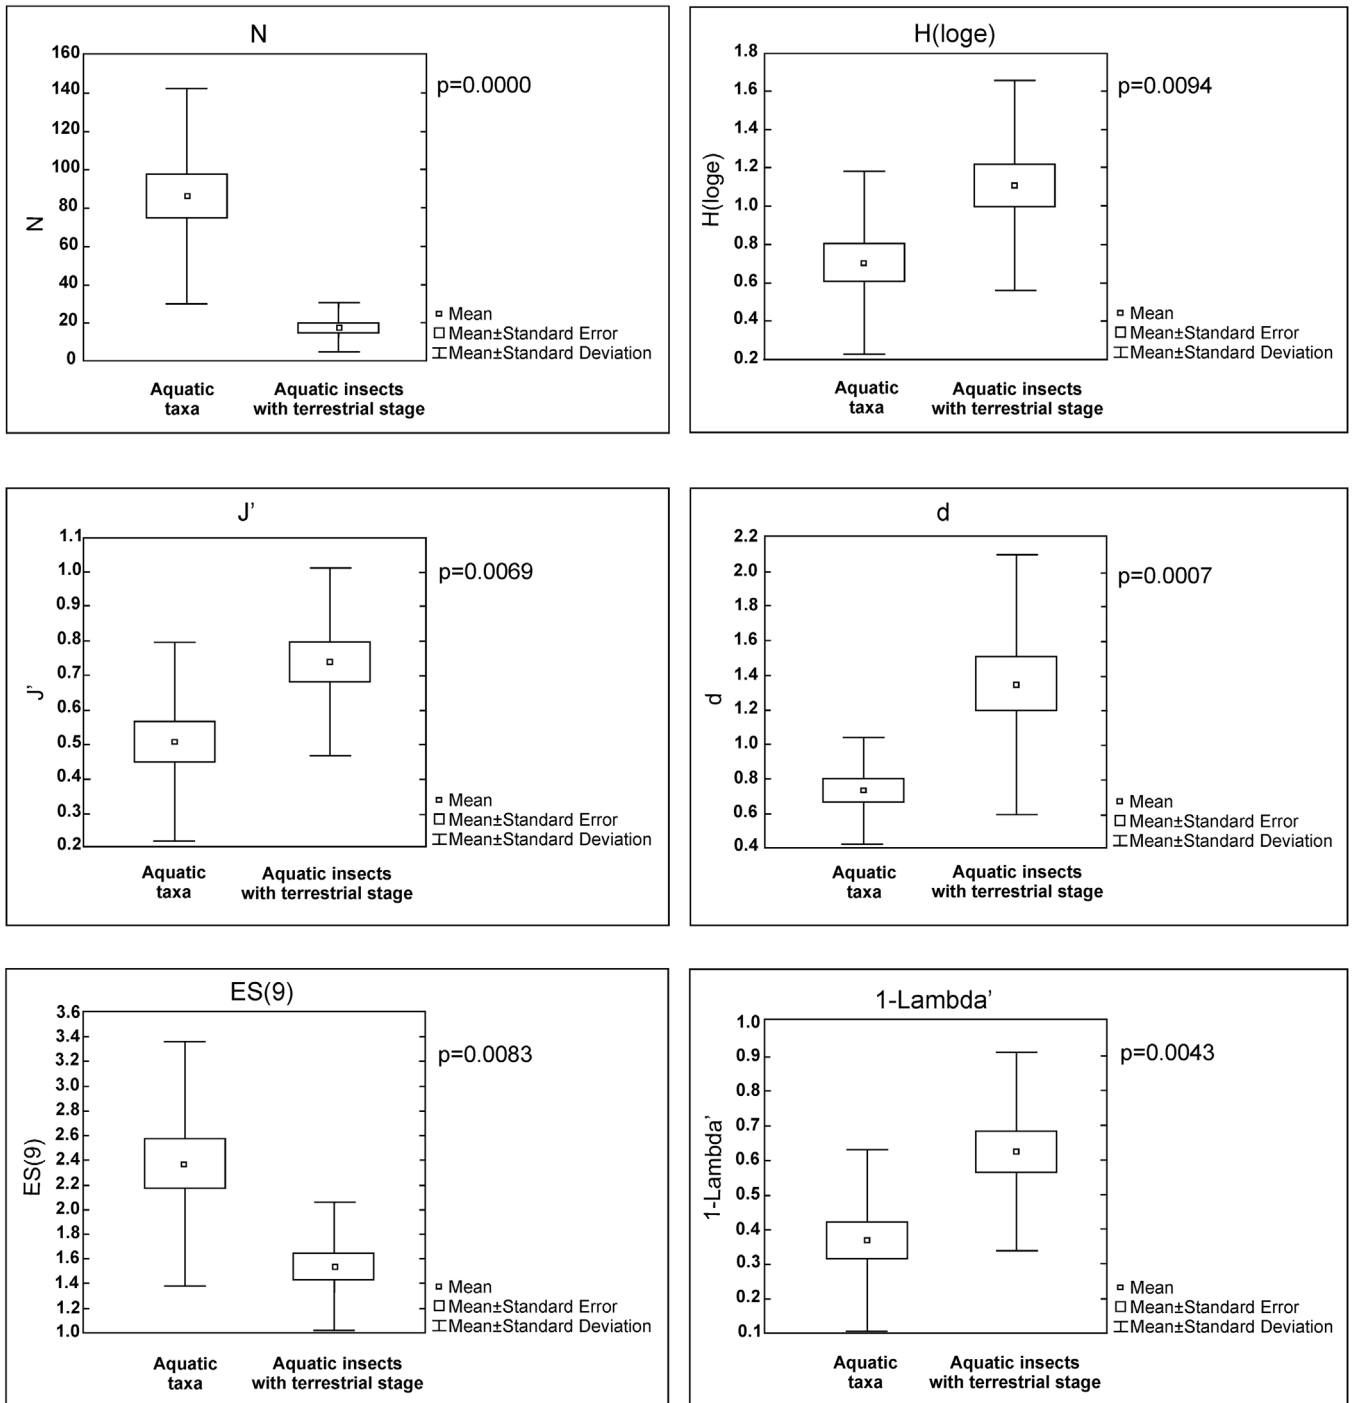 N
160
140
120
100
80
60
40
20
0
N
p=0.0000
Mean
Mean±Standard Error
Mean±Standard Deviation
Aquatic
taxa
Aquatic insects
with terrestrial stage
H(loge)
1.8
1.6
1.4
1.2
1.0
0.8
0.6
0.4
0.2
H(loge)
p=0.0094
Mean
Mean±Standard Error
Mean±Standard Deviation
Aquatic
taxa
Aquatic insects
with terrestrial stage
J’
1.1
1.0
0.9
0.8
0.7
0.6
0.5
0.4
0.3
0.2
J’
p=0.0069
Mean
Mean±Standard Error
Mean±Standard Deviation
Aquatic
taxa
Aquatic insects
with terrestrial stage
d
2.2
2.0
1.8
1.6
1.4
1.2
1.0
0.8
0.6
0.4
d
p=0.0007
Mean
Mean±Standard Error
Mean±Standard Deviation
Aquatic
taxa
Aquatic insects
with terrestrial stage
ES(9)
3.6
3.4
3.2
3.0
2.8
2.6
2.4
2.2
2.0
1.8
1.6
1.4
1.2
1.0
ES(9)
p=0.0083
Mean
Mean±Standard Error
Mean±Standard Deviation
Aquatic
taxa
Aquatic insects
with terrestrial stage
1-Lambda’
1.0
0.9
0.8
0.7
0.6
0.5
0.4
0.3
0.2
0.1
1-Lambda’
p=0.0043
Mean
Mean±Standard Error
Mean±Standard Deviation
Aquatic
taxa
Aquatic insects
with terrestrial stage